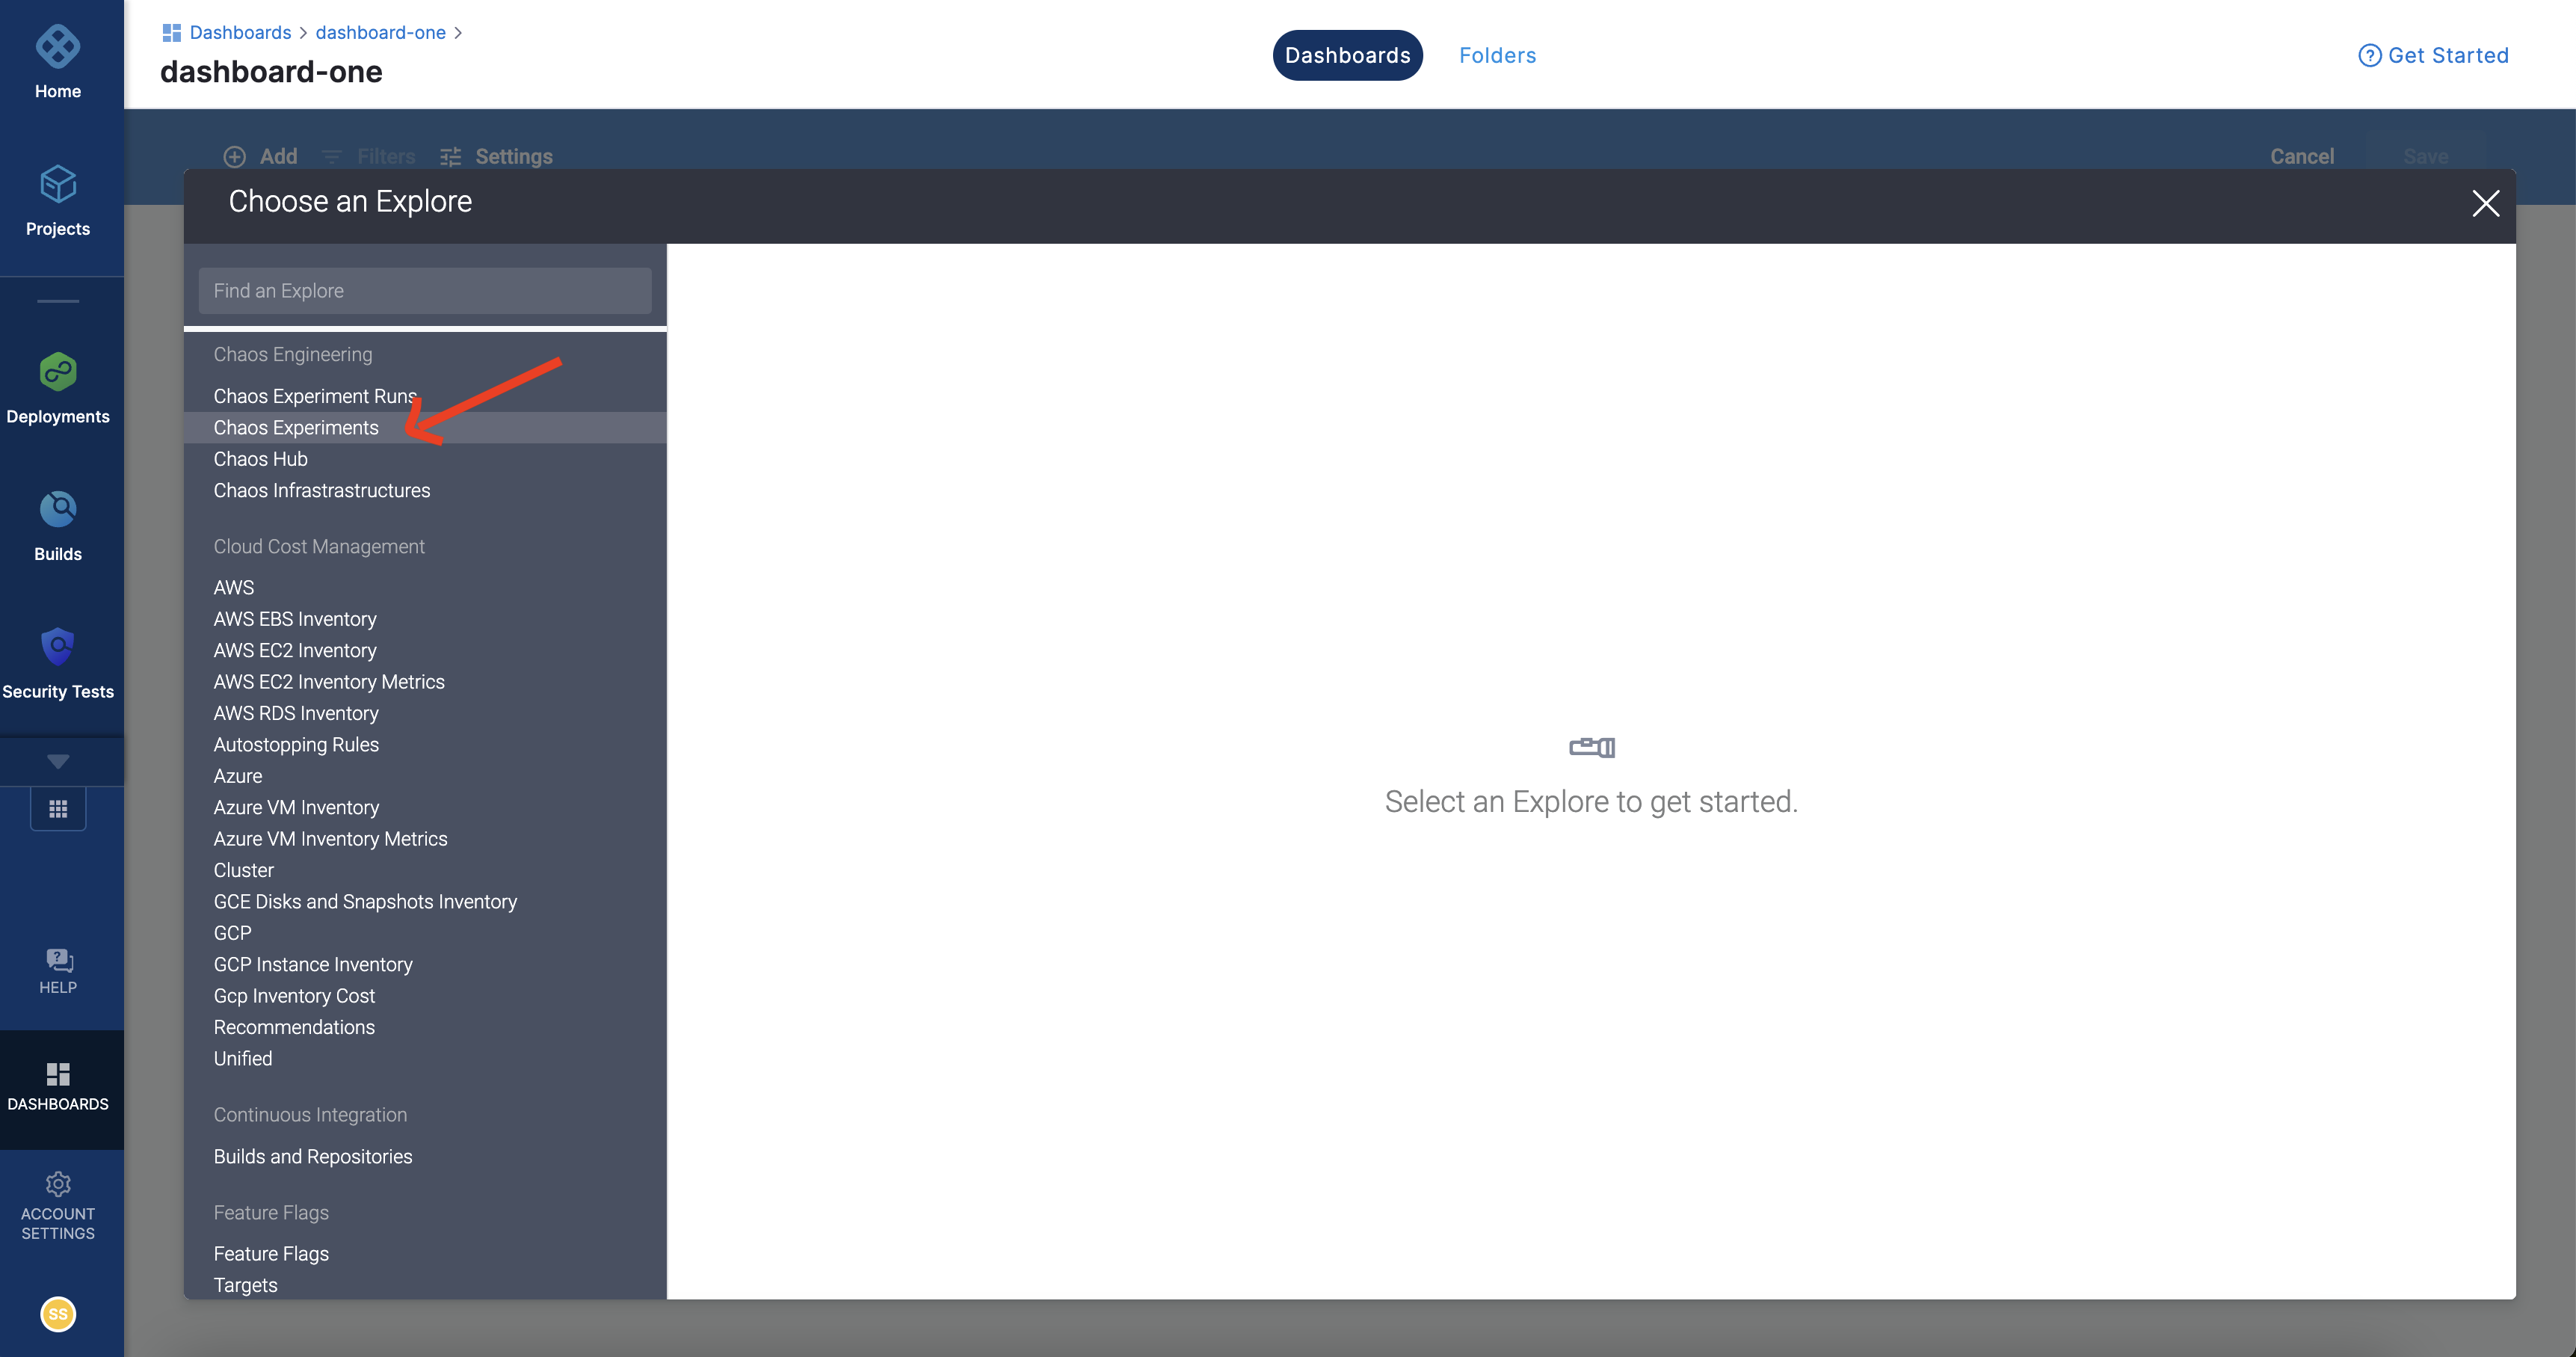 Home
Projects
Deployments
Builds
Security Tests
HELP
DASHBOARDS
ACCOUNT
SETTINGS
SS
Dashboards > dashboard-one >
dashboard-one
Dashboards
Folders
Get Started
Add
Filters
Settings
Cancel
Save
Choose an Explore
Find an Explore
Chaos Engineering
Chaos Experiment Runs
Chaos Experiments
Chaos Hub
Chaos Infrastrastructures
Cloud Cost Management
AWS
AWS EBS Inventory
AWS EC2 Inventory
AWS EC2 Inventory Metrics
AWS RDS Inventory
Autostopping Rules
Azure
Azure VM Inventory
Azure VM Inventory Metrics
Cluster
GCE Disks and Snapshots Inventory
GCP
GCP Instance Inventory
Gcp Inventory Cost
Recommendations
Unified
Continuous Integration
Builds and Repositories
Feature Flags
Feature Flags
Targets
Select an Explore to get started.